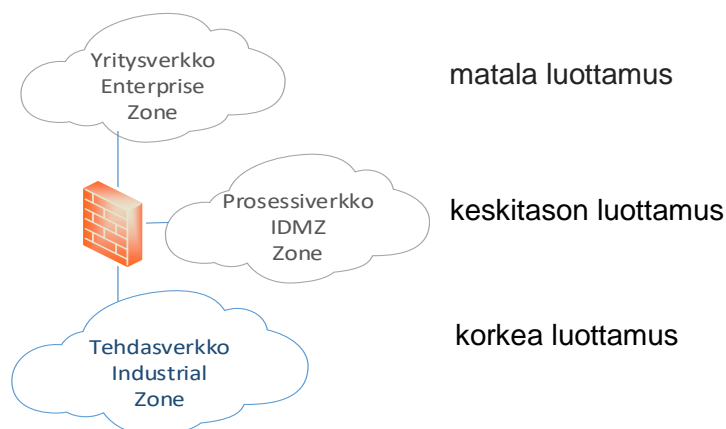 Yritysverkko
Enterprise
Zone
matala luottamus
Prosessiverkko
IDMZ
Zone
keskitason luottamus
Tehdasverkko
Industrial
Zone
korkea luottamus